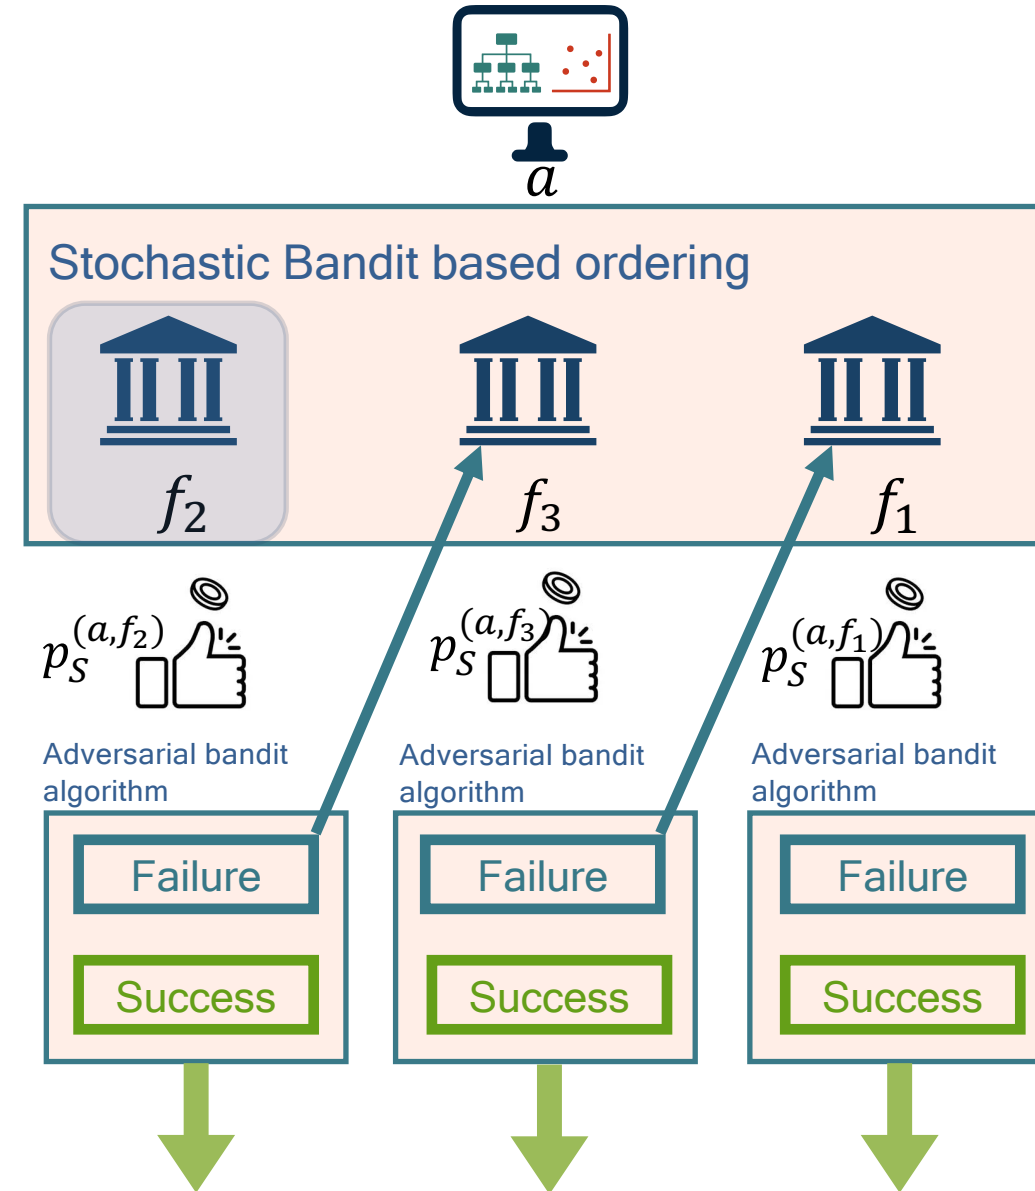 a
Stochastic Bandit based ordering
f₂ f₃ f₁
p_S^(a,f₂) p_S^(a,f₃) p_S^(a,f₁)
Adversarial bandit
algorithm
Adversarial bandit
algorithm
Adversarial bandit
algorithm
Failure Failure Failure
Success Success Success